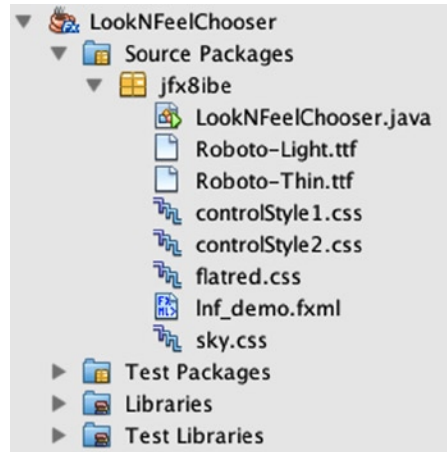 LookNFeelChooser
Source Packages
jfx8ibe
LookNFeelChooser.java
Roboto-Light.ttf
Roboto-Thin.ttf
controlStyle1.css
controlStyle2.css
flatred.css
lnf_demo.fxml
sky.css
Test Packages
Libraries
Test Libraries